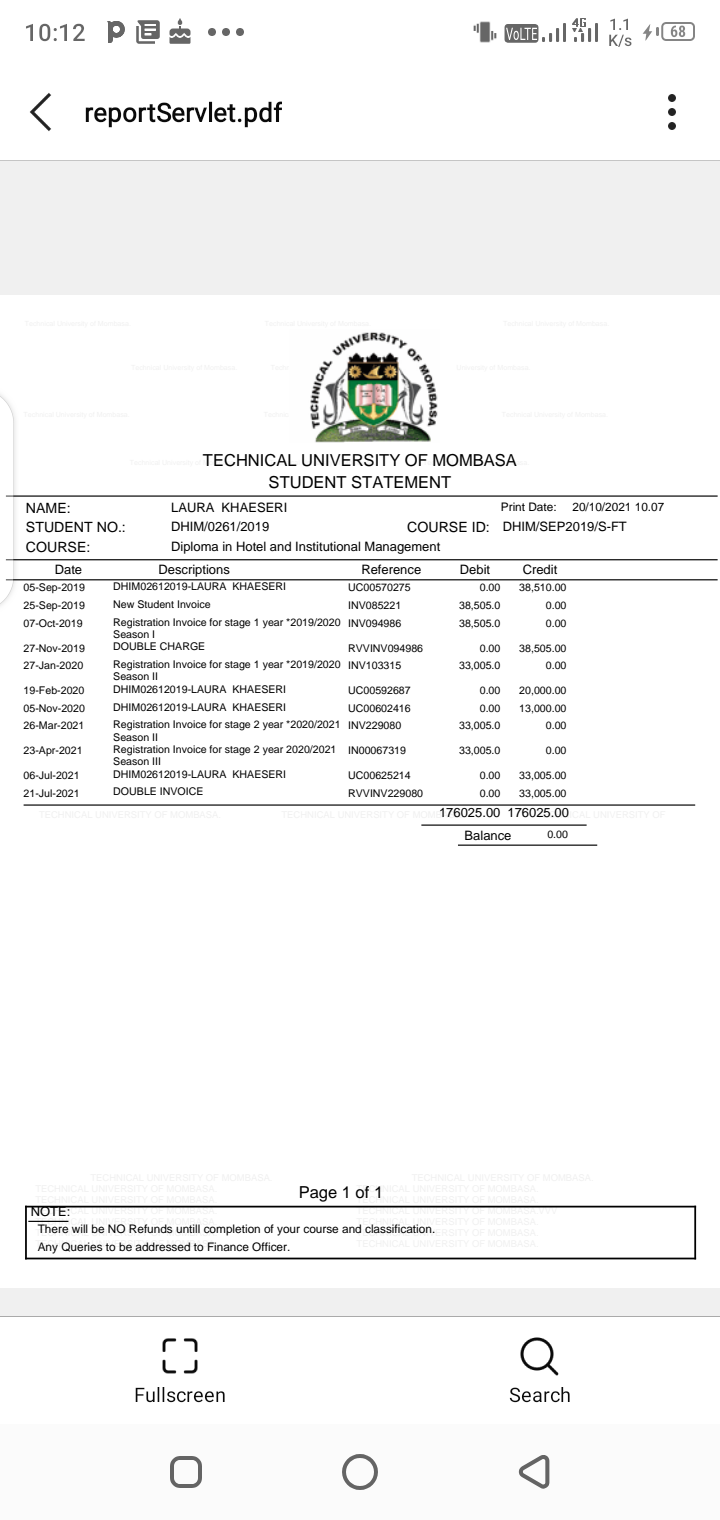 10:12 P VoLTE 4G 1.1 K/s 68
reportServlet.pdf
TECHNICAL UNIVERSITY OF MOMBASA
TECHNICAL UNIVERSITY OF MOMBASA
STUDENT STATEMENT
NAME: LAURA KHAESERI Print Date: 20/10/2021 10.07
STUDENT NO.: DHIM/0261/2019 COURSE ID: DHIM/SEP2019/S-FT
COURSE: Diploma in Hotel and Institutional Management
Date Descriptions Reference Debit Credit
05-Sep-2019 DHIM02612019-LAURA KHAESERI UC00570275 0.00 38,510.00
25-Sep-2019 New Student Invoice INV085221 38,505.0 0.00
07-Oct-2019 Registration Invoice for stage 1 year *2019/2020 INV094986 38,505.0 0.00
Season I
27-Nov-2019 DOUBLE CHARGE RVVINV094986 0.00 38,505.00
27-Jan-2020 Registration Invoice for stage 1 year *2019/2020 INV103315 33,005.0 0.00
Season II
19-Feb-2020 DHIM02612019-LAURA KHAESERI UC00592687 0.00 20,000.00
05-Nov-2020 DHIM02612019-LAURA KHAESERI UC00602416 0.00 13,000.00
26-Mar-2021 Registration Invoice for stage 2 year *2020/2021 INV229080 33,005.0 0.00
Season II
23-Apr-2021 Registration Invoice for stage 2 year 2020/2021 IN00067319 33,005.0 0.00
Season III
06-Jul-2021 DHIM02612019-LAURA KHAESERI UC00625214 0.00 33,005.00
21-Jul-2021 DOUBLE INVOICE RVVINV229080 0.00 33,005.00
176025.00 176025.00
Balance 0.00
Page 1 of 1
NOTE:
There will be NO Refunds untill completion of your course and classification.
Any Queries to be addressed to Finance Officer.
Fullscreen Search